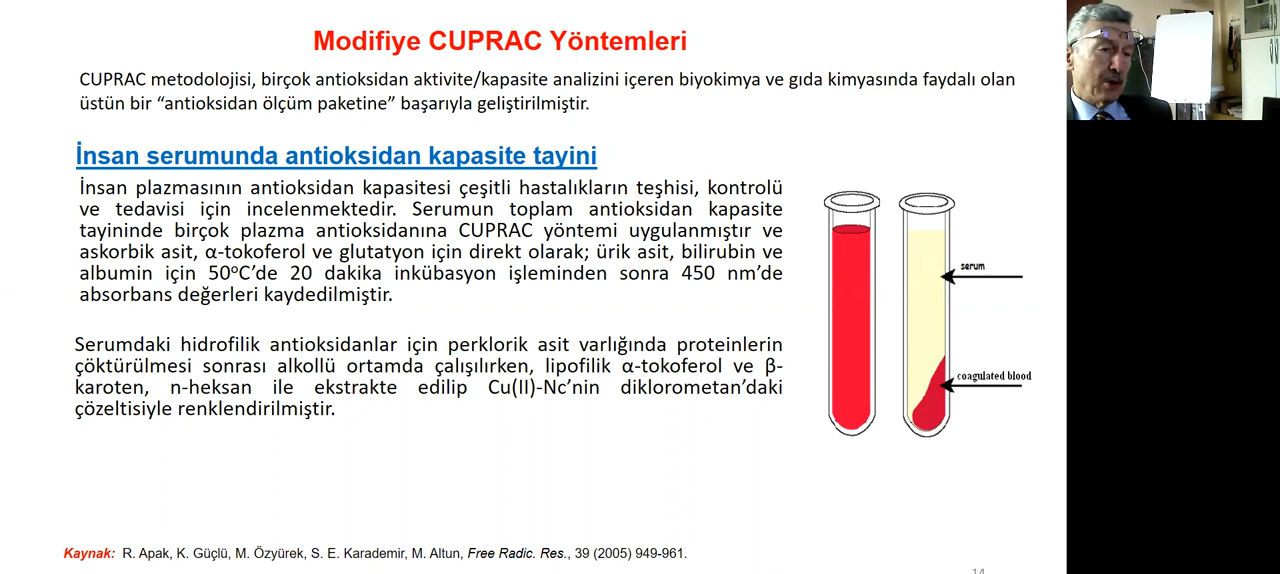 Modifiye CUPRAC Yöntemleri
CUPRAC metodolojisi, birçok antioksidan aktivite/kapasite analizini içeren biyokimya ve gıda kimyasında faydalı olan
üstün bir “antioksidan ölçüm paketine” başarıyla geliştirilmiştir.
İnsan serumunda antioksidan kapasite tayini
İnsan plazmasının antioksidan kapasitesi çeşitli hastalıkların teşhisi, kontrolü
ve tedavisi için incelenmektedir. Serumun toplam antioksidan kapasite
tayininde birçok plazma antioksidanına CUPRAC yöntemi uygulanmıştır ve
askorbik asit, α-tokoferol ve glutatyon için direkt olarak; ürik asit, bilirubin ve
albumin için 50ºC’de 20 dakika inkübasyon işleminden sonra 450 nm’de
absorbans değerleri kaydedilmiştir.
Serumdaki hidrofilik antioksidanlar için perklorik asit varlığında proteinlerin
çöktürülmesi sonrası alkollü ortamda çalışılırken, lipofilik α-tokoferol ve β-
karoten, n-heksan ile ekstrakte edilip Cu(II)-Nc’nin diklorometan’daki
çözeltisiyle renklendirilmiştir.
serum
coagulated blood
Kaynak: R. Apak, K. Güçlü, M. Özyürek, S. E. Karademir, M. Altun, Free Radic. Res., 39 (2005) 949-961.
14